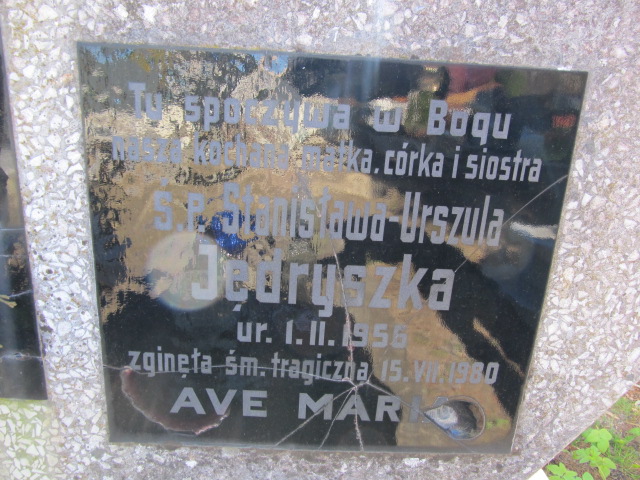 Tu spoczywa w Bogu
nasza kochana matka, córka i siostra
Ś.P. Stanisława-Urszula
Jędryszka
ur. 1.II.1956
zginęła śm. tragiczną 15.VII.1980
AVE MARIA